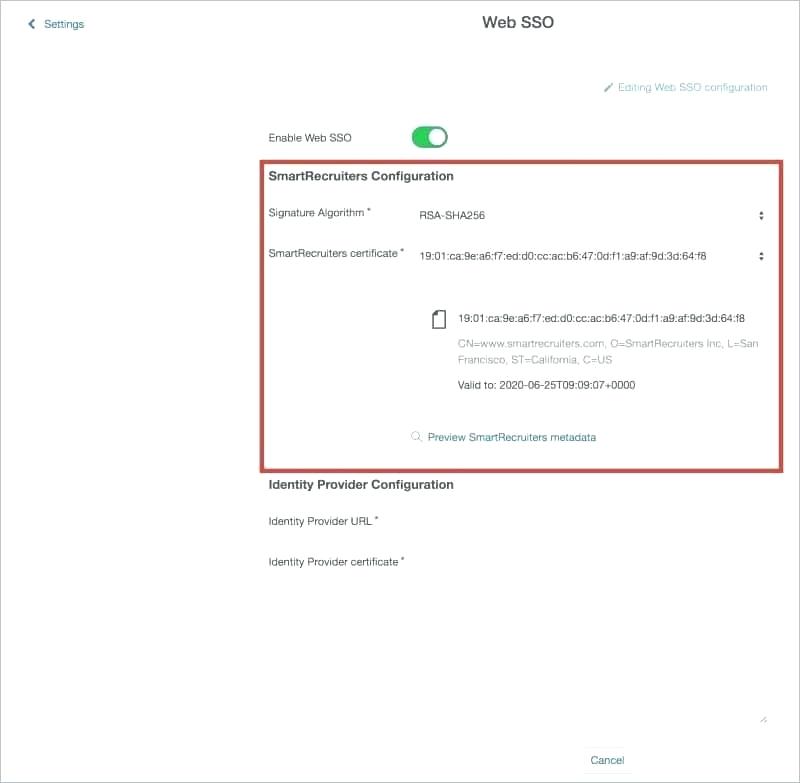 Settings
Web SSO
Editing Web SSO configuration
Enable Web SSO
SmartRecruiters Configuration
Signature Algorithm *
RSA-SHA256
SmartRecruiters certificate *
19:01:ca:9e:a6:f7:ed:d0:cc:ac:b6:47:0d:f1:a9:af:9d:3d:64:f8
19:01:ca:9e:a6:f7:ed:d0:cc:ac:b6:47:0d:f1:a9:af:9d:3d:64:f8
CN=www.smartrecruiters.com, O=SmartRecruiters Inc, L=San
Francisco, ST=California, C=US
Valid to: 2020-06-25T09:09:07+0000
Preview SmartRecruiters metadata
Identity Provider Configuration
Identity Provider URL *
Identity Provider certificate *
Cancel